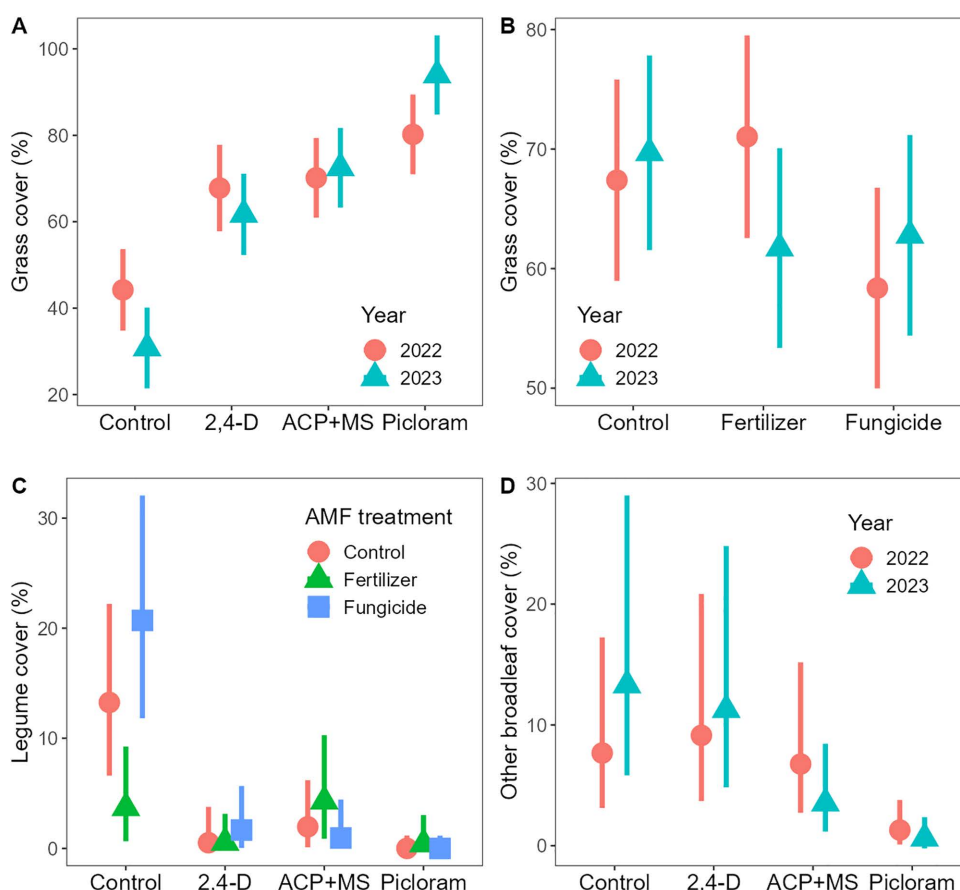 A
Grass cover (%)
100
80
60
40
20
Year
2022
2023
Control 2,4-D ACP+MS Picloram
B
Grass cover (%)
80
70
60
50
Year
2022
2023
Control Fertilizer Fungicide
C
Legume cover (%)
30
20
10
0
AMF treatment
Control
Fertilizer
Fungicide
Control 2.4-D ACP+MS Picloram
D
Other broadleaf cover (%)
30
20
10
0
Year
2022
2023
Control 2.4-D ACP+MS Picloram